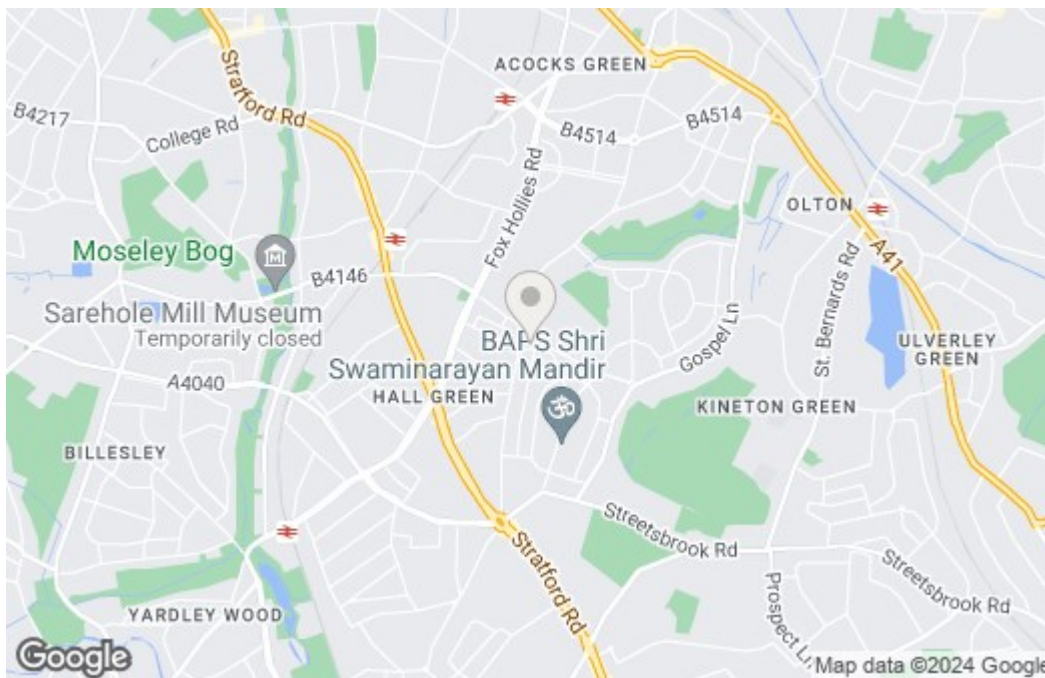 ACOCKS GREEN
Stratford Rd
B4217
College Rd
B4514
B4514
Fox Hollies Rd
OLTON
A41
Moseley Bog
B4146
Sarehole Mill Museum
Temporarily closed
St. Bernards Rd
Gospel Ln
BAPS Shri
Swaminarayan Mandir
ULVERLEY
GREEN
A4040
HALL GREEN
KINETON GREEN
BILLESLEY
Streetsbrook Rd
Stratford Rd
Streetsbrook Rd
Prospect Ln
YARDLEY WOOD
Google
Map data ©2024 Google